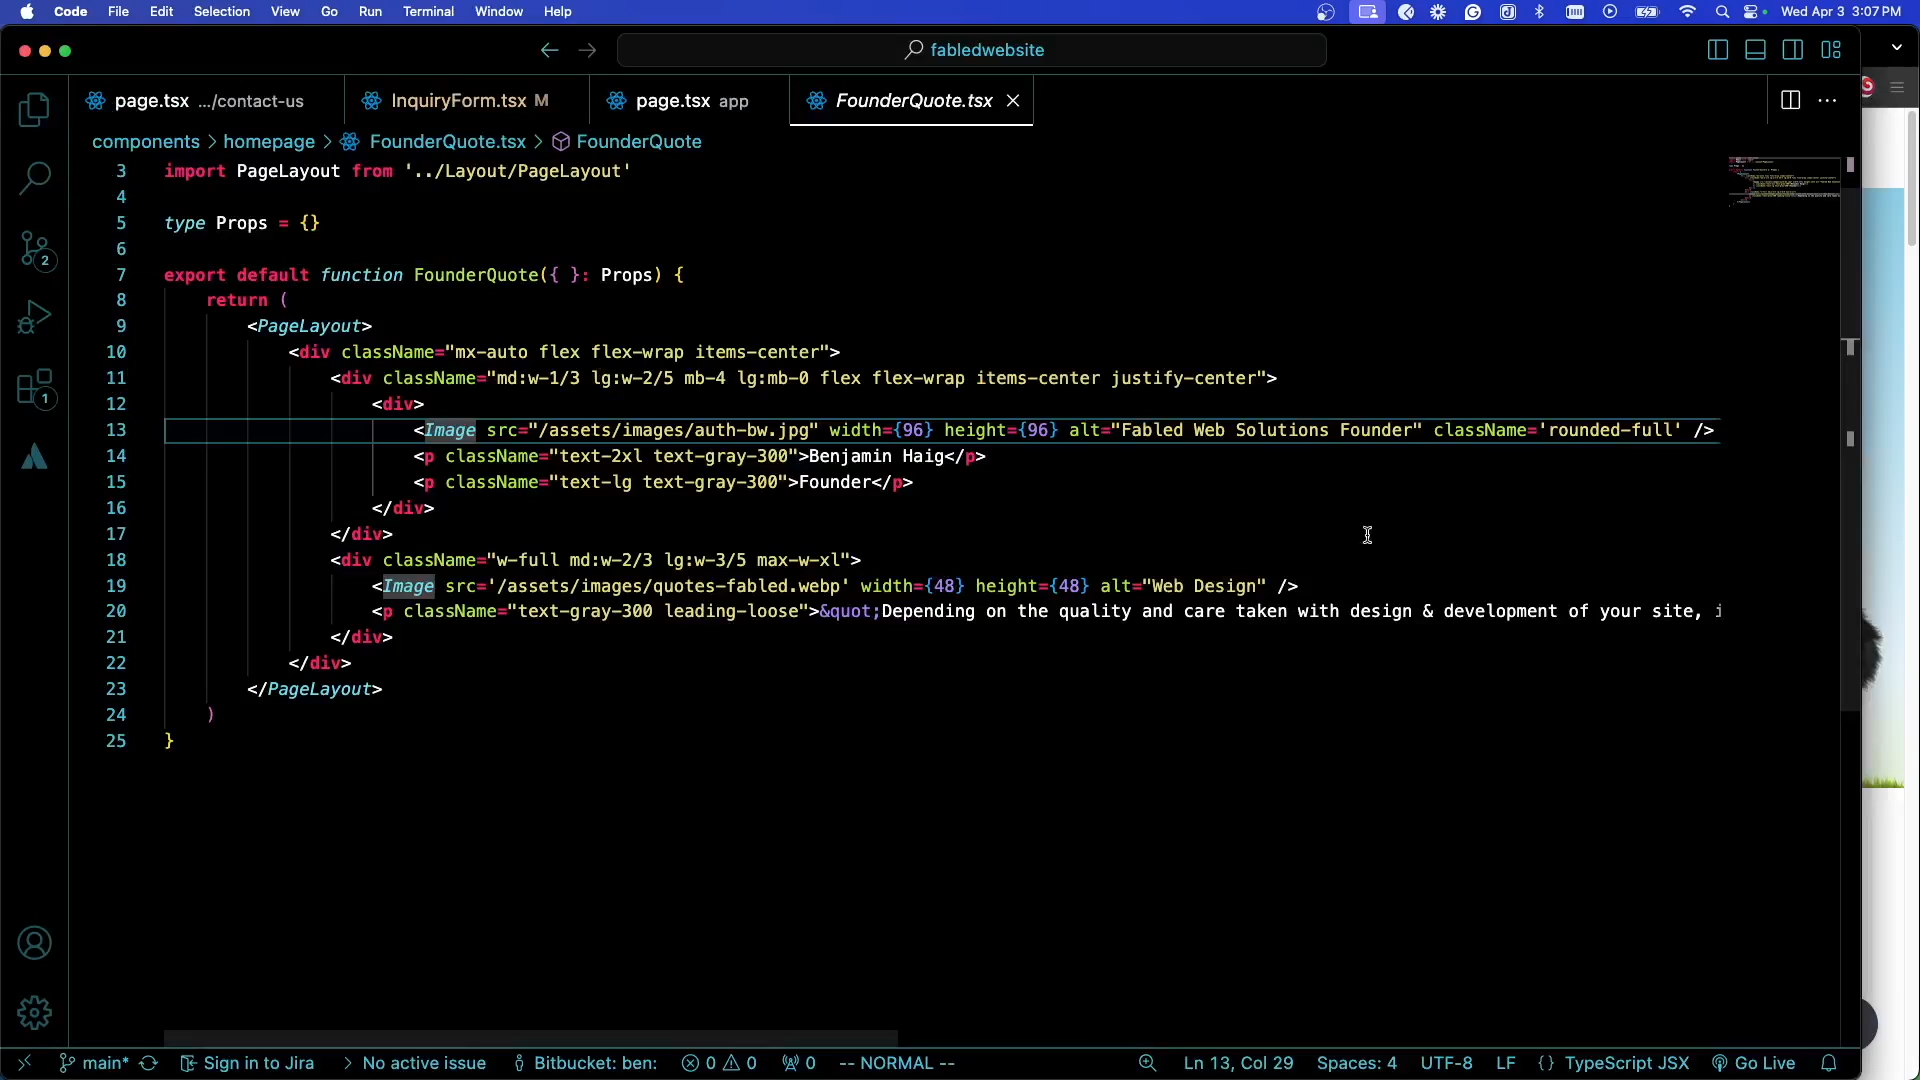 Code File Edit Selection View Go Run Terminal Window Help Wed Apr 3 3:07 PM
fabledwebsite
page.tsx .../contact-us InquiryForm.tsx M page.tsx app FounderQuote.tsx
components > homepage > FounderQuote.tsx > FounderQuote
3 import PageLayout from '../Layout/PageLayout'
4
5 type Props = {}
6
7 export default function FounderQuote({ }: Props) {
8 return (
9 <PageLayout>
10 <div className="mx-auto flex flex-wrap items-center">
11 <div className="md:w-1/3 lg:w-2/5 mb-4 lg:mb-0 flex flex-wrap items-center justify-center">
12 <div>
13 <Image src="/assets/images/auth-bw.jpg" width={96} height={96} alt="Fabled Web Solutions Founder" className='rounded-full' />
14 <p className="text-2xl text-gray-300">Benjamin Haig</p>
15 <p className="text-lg text-gray-300">Founder</p>
16 </div>
17 </div>
18 <div className="w-full md:w-2/3 lg:w-3/5 max-w-xl">
19 <Image src='/assets/images/quotes-fabled.webp' width={48} height={48} alt="Web Design" />
20 <p className="text-gray-300 leading-loose">&quot;Depending on the quality and care taken with design & development of your site, i
21 </div>
22 </div>
23 </PageLayout>
24 )
25 }
2
1
main* Sign in to Jira > No active issue Bitbucket: ben: 0 0 0 -- NORMAL -- Ln 13, Col 29 Spaces: 4 UTF-8 LF {} TypeScript JSX Go Live